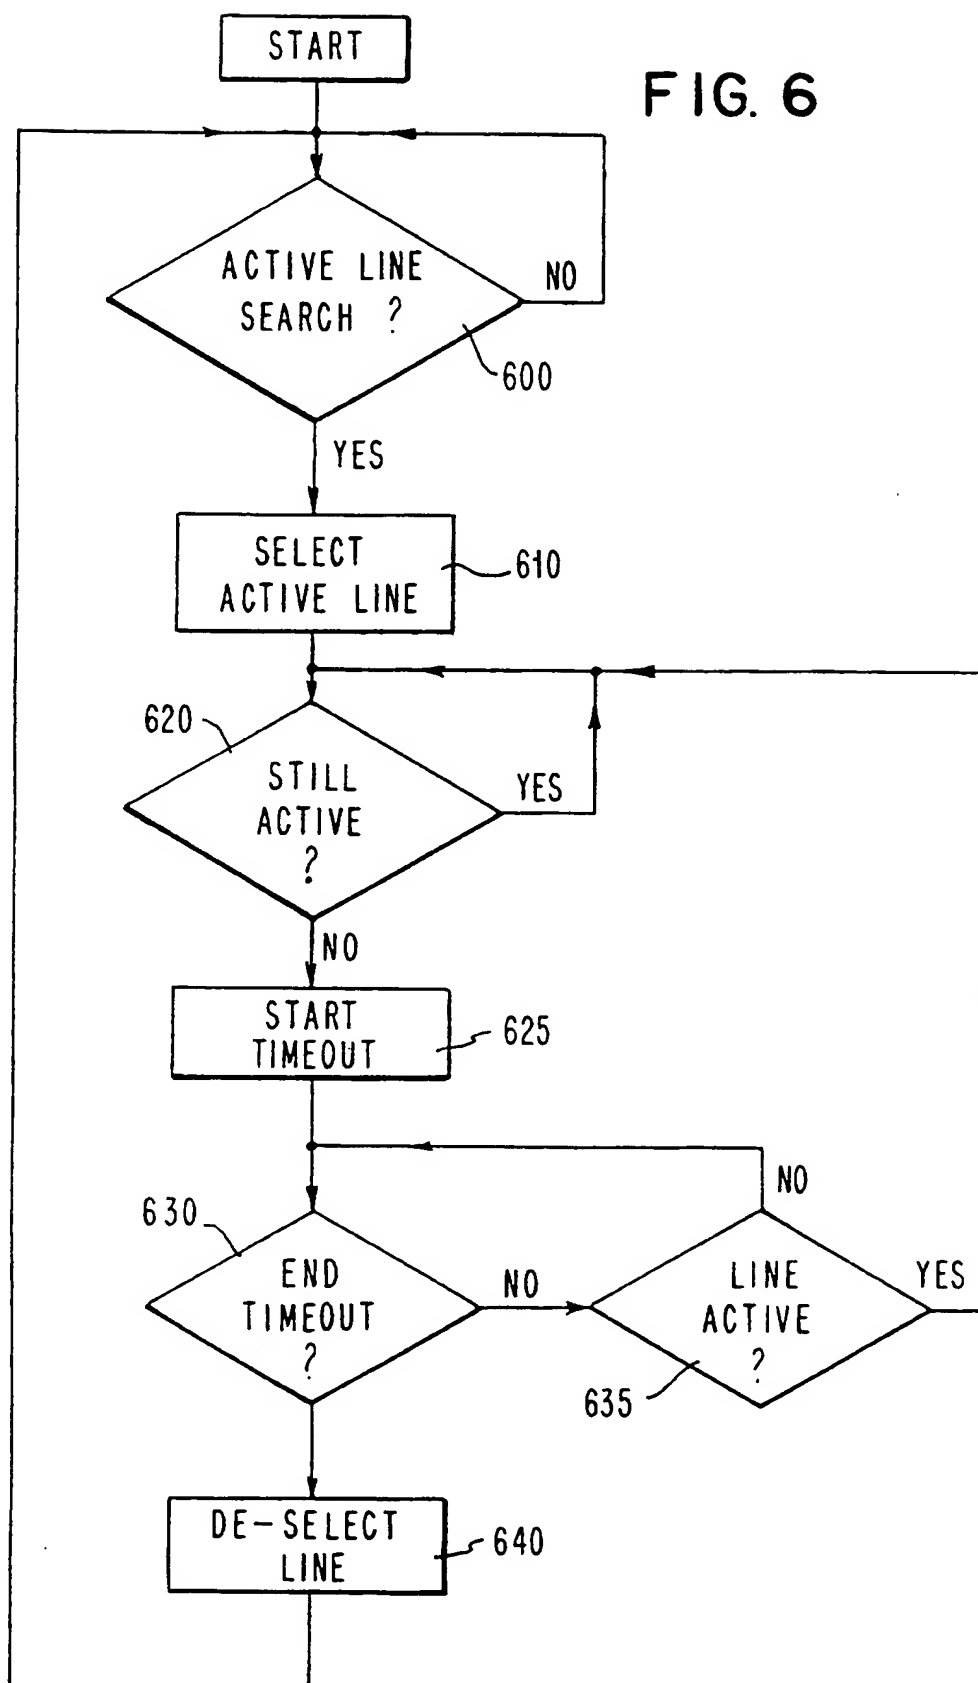 START
FIG. 6
ACTIVE LINE
SEARCH ?
NO
600
YES
SELECT
ACTIVE LINE
610
620
STILL
ACTIVE
?
YES
NO
START
TIMEOUT
625
630
END
TIMEOUT
?
NO
NO
LINE
ACTIVE
?
YES
635
DE-SELECT
LINE
640